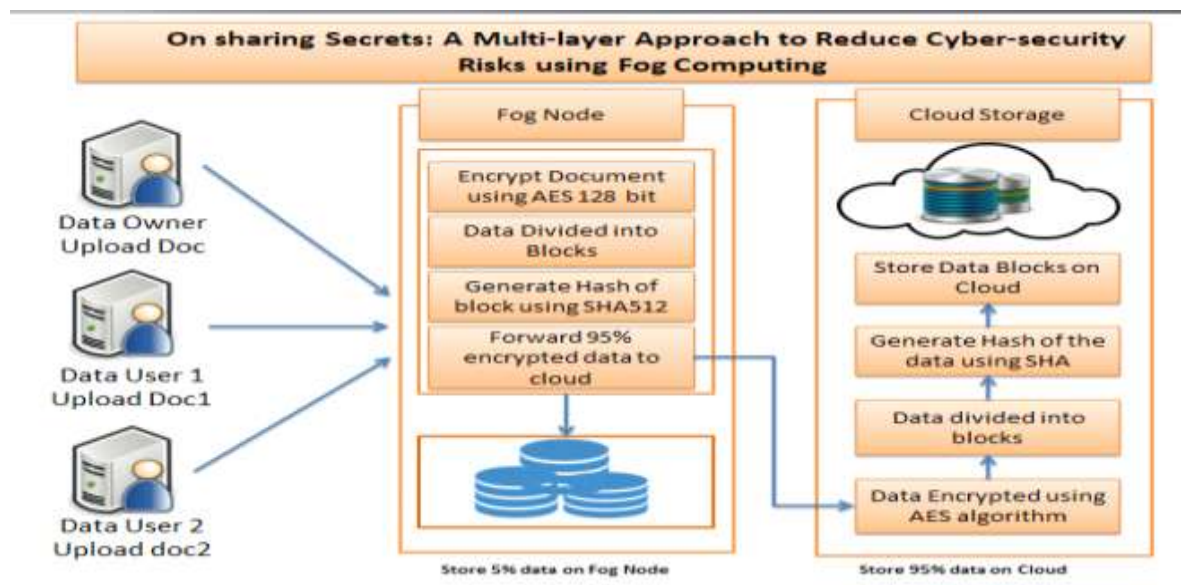 On sharing Secrets: A Multi-layer Approach to Reduce Cyber-security
Risks using Fog Computing
Data Owner
Upload Doc
Data User 1
Upload Doc1
Data User 2
Upload doc2
Fog Node
Encrypt Document
using AES 128 bit
Data Divided into
Blocks
Generate Hash of
block using SHA512
Forward 95%
encrypted data to
cloud
Store 5% data on Fog Node
Cloud Storage
Store Data Blocks on
Cloud
Generate Hash of the
data using SHA
Data divided into
blocks
Data Encrypted using
AES algorithm
Store 95% data on Cloud